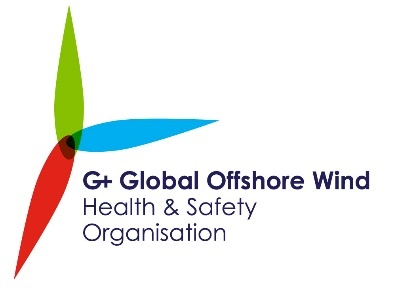 G+ Global Offshore Wind
Health & Safety
Organisation